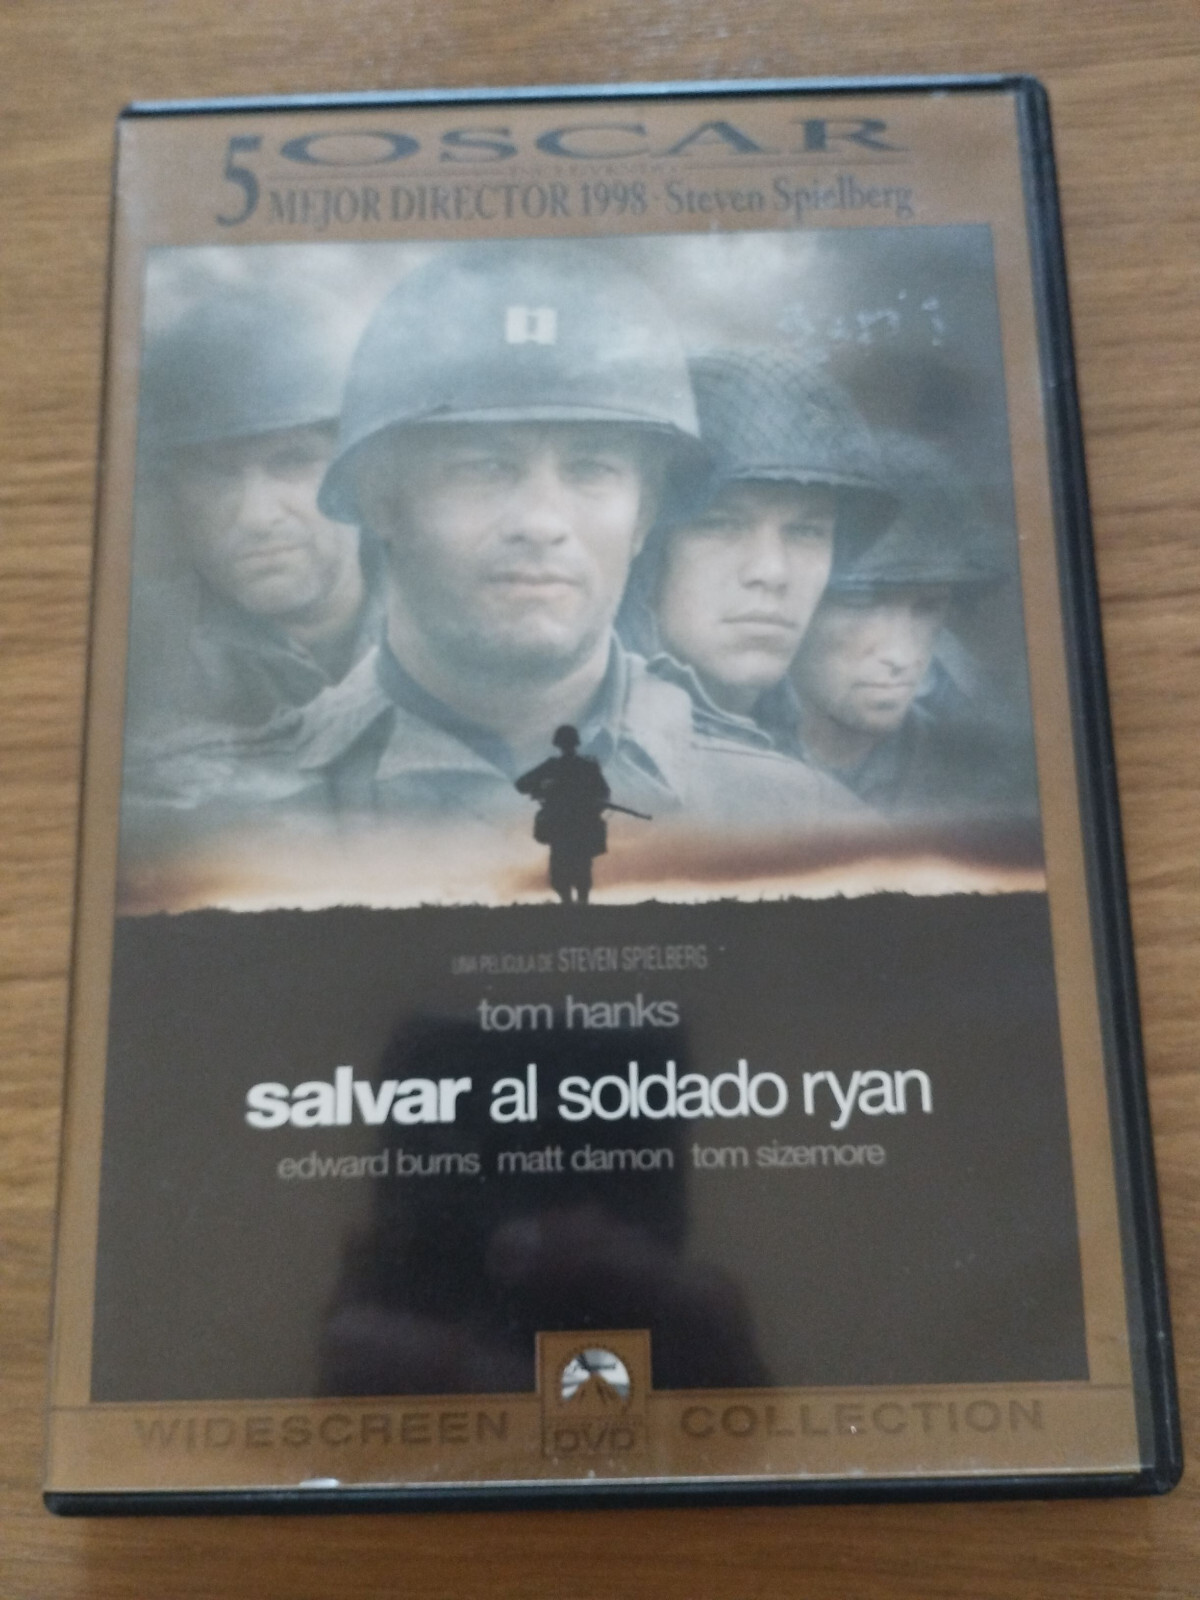 5 OSCAR
MEJOR DIRECTOR 1998 · Steven Spielberg
UNA PELICULA DE STEVEN SPIELBERG
tom hanks
salvar al soldado ryan
edward burns matt damon tom sizemore
Paramount
WIDESCREEN DVD COLLECTION